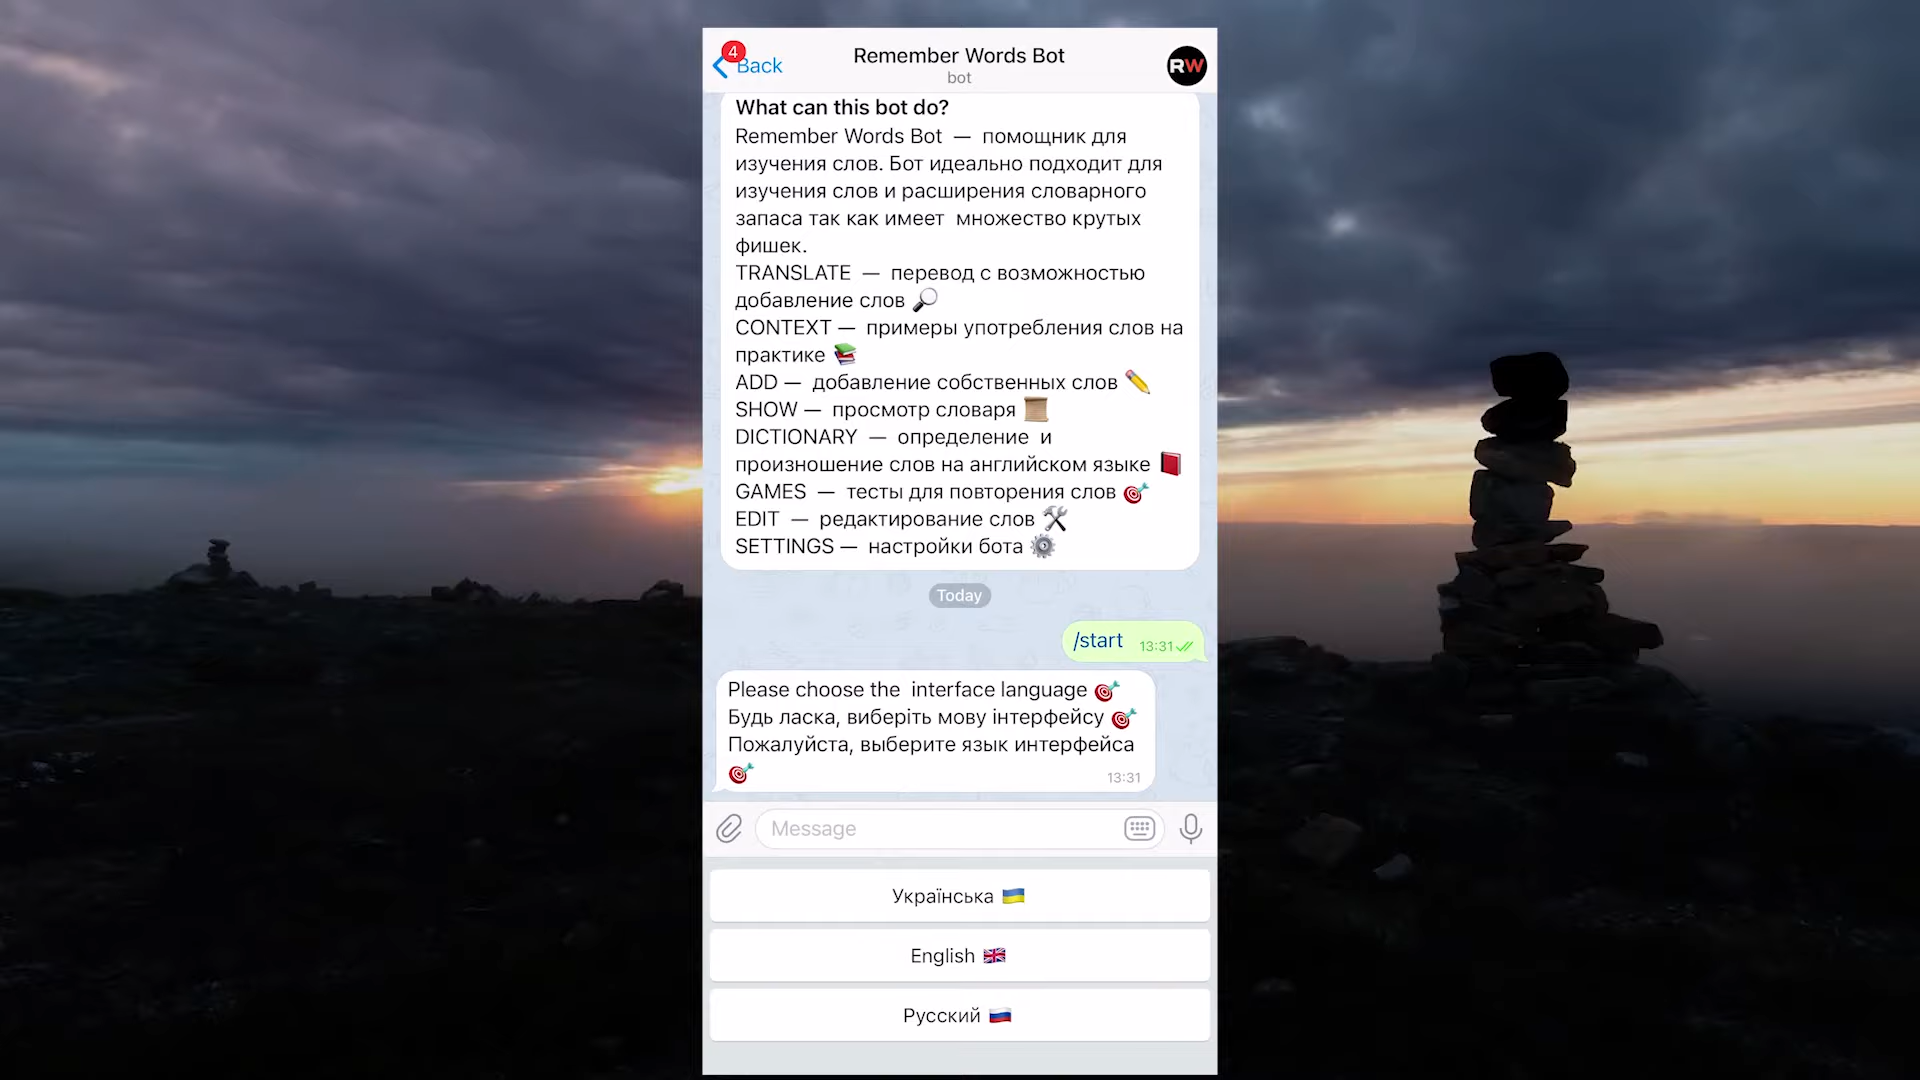 4
Back
Remember Words Bot
bot
RW
What can this bot do?
Remember Words Bot — помощник для
изучения слов. Бот идеально подходит для
изучения слов и расширения словарного
запаса так как имеет множество крутых
фишек.
TRANSLATE — перевод с возможностью
добавление слов 🔎
CONTEXT — примеры употребления слов на
практике 📚
ADD — добавление собственных слов ✏️
SHOW — просмотр словаря 📜
DICTIONARY — определение и
произношение слов на английском языке 📕
GAMES — тесты для повторения слов 🎯
EDIT — редактирование слов 🛠
SETTINGS — настройки бота ⚙️
Today
/start 13:31
Please choose the interface language 🎯
Будь ласка, виберіть мову інтерфейсу 🎯
Пожалуйста, выберите язык интерфейса
🎯 13:31
Message
Українська 🇺🇦
English 🇬🇧
Русский 🇷🇺